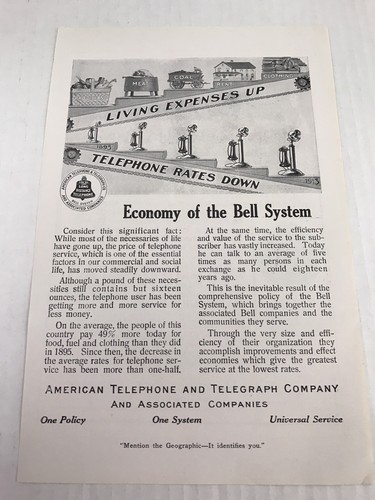 MEAT
COAL
RENT
CLOTHING
LIVING EXPENSES UP
1895
TELEPHONE RATES DOWN
1913
LONG
DISTANCE
TELEPHONE
Economy of the Bell System
Consider this significant fact:
While most of the necessaries of life
have gone up, the price of telephone
service, which is one of the essential
factors in our commercial and social
life, has moved steadily downward.
Although a pound of these neces-
sities still contains but sixteen
ounces, the telephone user has been
getting more and more service for
less money.
On the average, the people of this
country pay 49% more today for
food, fuel and clothing than they did
in 1895. Since then, the decrease in
the average rates for telephone ser-
vice has been more than one-half.
At the same time, the efficiency
and value of the service to the sub-
scriber has vastly increased. Today
he can talk to an average of five
times as many persons in each
exchange as he could eighteen
years ago.
This is the inevitable result of the
comprehensive policy of the Bell
System, which brings together the
associated Bell companies and the
communities they serve.
Through the very size and effi-
ciency of their organization they
accomplish improvements and effect
economies which give the greatest
service at the lowest rates.
AMERICAN TELEPHONE AND TELEGRAPH COMPANY
AND ASSOCIATED COMPANIES
One Policy One System Universal Service
"Mention the Geographic—It identifies you."